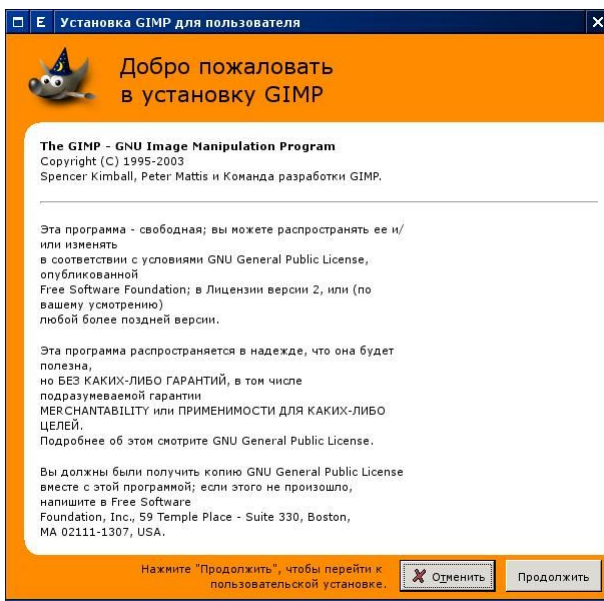 E Установка GIMP для пользователя
Добро пожаловать
в установку GIMP
The GIMP - GNU Image Manipulation Program
Copyright (C) 1995-2003
Spencer Kimball, Peter Mattis и Команда разработки GIMP.
Эта программа - свободная; вы можете распространять ее и/
или изменять
в соответствии с условиями GNU General Public License,
опубликованной
Free Software Foundation; в Лицензии версии 2, или (по
вашему усмотрению)
любой более поздней версии.
Эта программа распространяется в надежде, что она будет
полезна,
но БЕЗ КАКИХ-ЛИБО ГАРАНТИЙ, в том числе
подразумеваемой гарантии
MERCHANTABILITY или ПРИМЕНИМОСТИ ДЛЯ КАКИХ-ЛИБО
ЦЕЛЕЙ.
Подробнее об этом смотрите GNU General Public License.
Вы должны были получить копию GNU General Public License
вместе с этой программой; если этого не произошло,
напишите в Free Software
Foundation, Inc., 59 Temple Place - Suite 330, Boston,
MA 02111-1307, USA.
Нажмите "Продолжить", чтобы перейти к
пользовательской установке.
Отменить
Продолжить